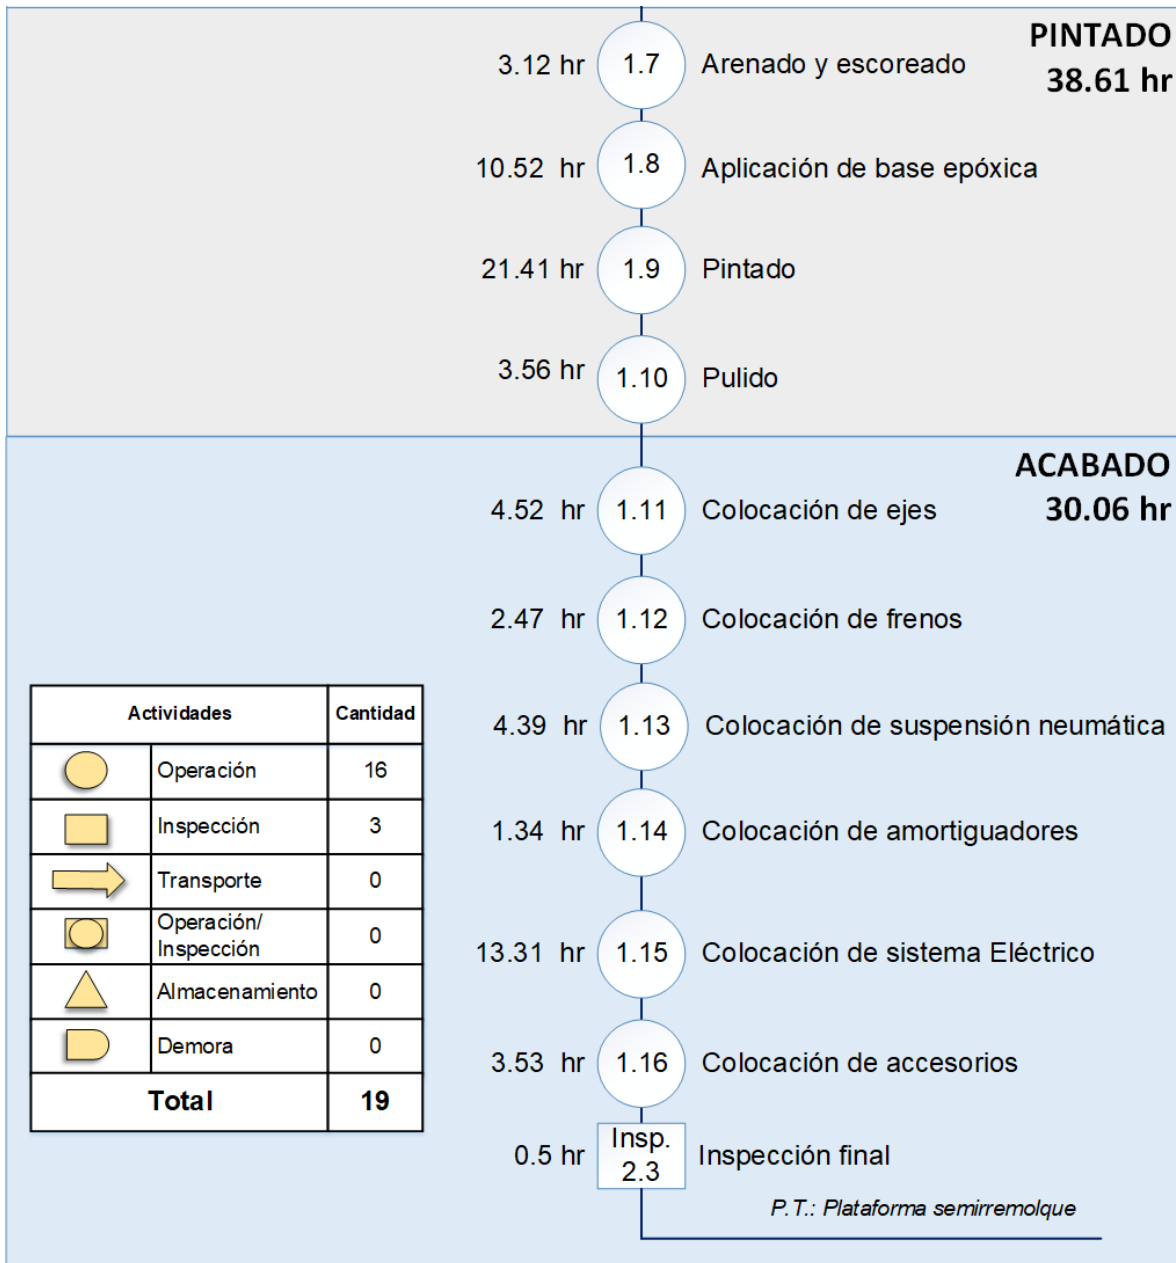 PINTADO
38.61 hr
3.12 hr 1.7 Arenado y escoreado
10.52 hr 1.8 Aplicación de base epóxica
21.41 hr 1.9 Pintado
3.56 hr 1.10 Pulido
ACABADO
30.06 hr
4.52 hr 1.11 Colocación de ejes
2.47 hr 1.12 Colocación de frenos
4.39 hr 1.13 Colocación de suspensión neumática
1.34 hr 1.14 Colocación de amortiguadores
13.31 hr 1.15 Colocación de sistema Eléctrico
3.53 hr 1.16 Colocación de accesorios
0.5 hr Insp. 2.3 Inspección final
P.T.: Plataforma semirremolque
Actividades Cantidad
Operación 16
Inspección 3
Transporte 0
Operación/
Inspección 0
Almacenamiento 0
Demora 0
Total 19